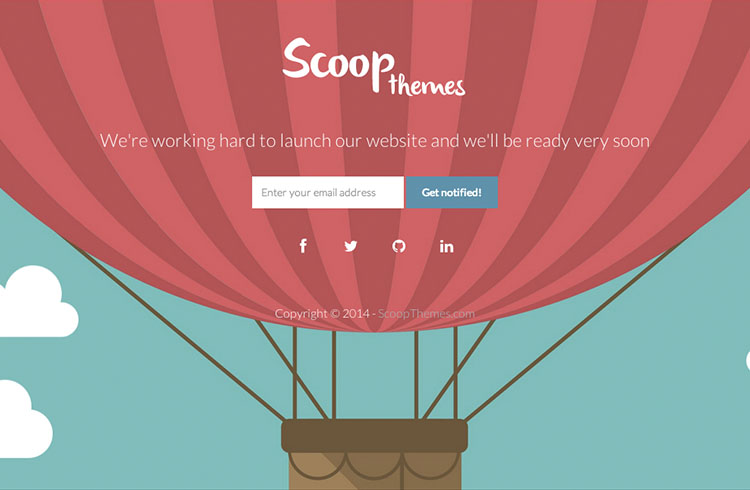 Scoop
themes
We're working hard to launch our website and we'll be ready very soon
Enter your email address
Get notified!
Copyright © 2014 - ScoopThemes.com